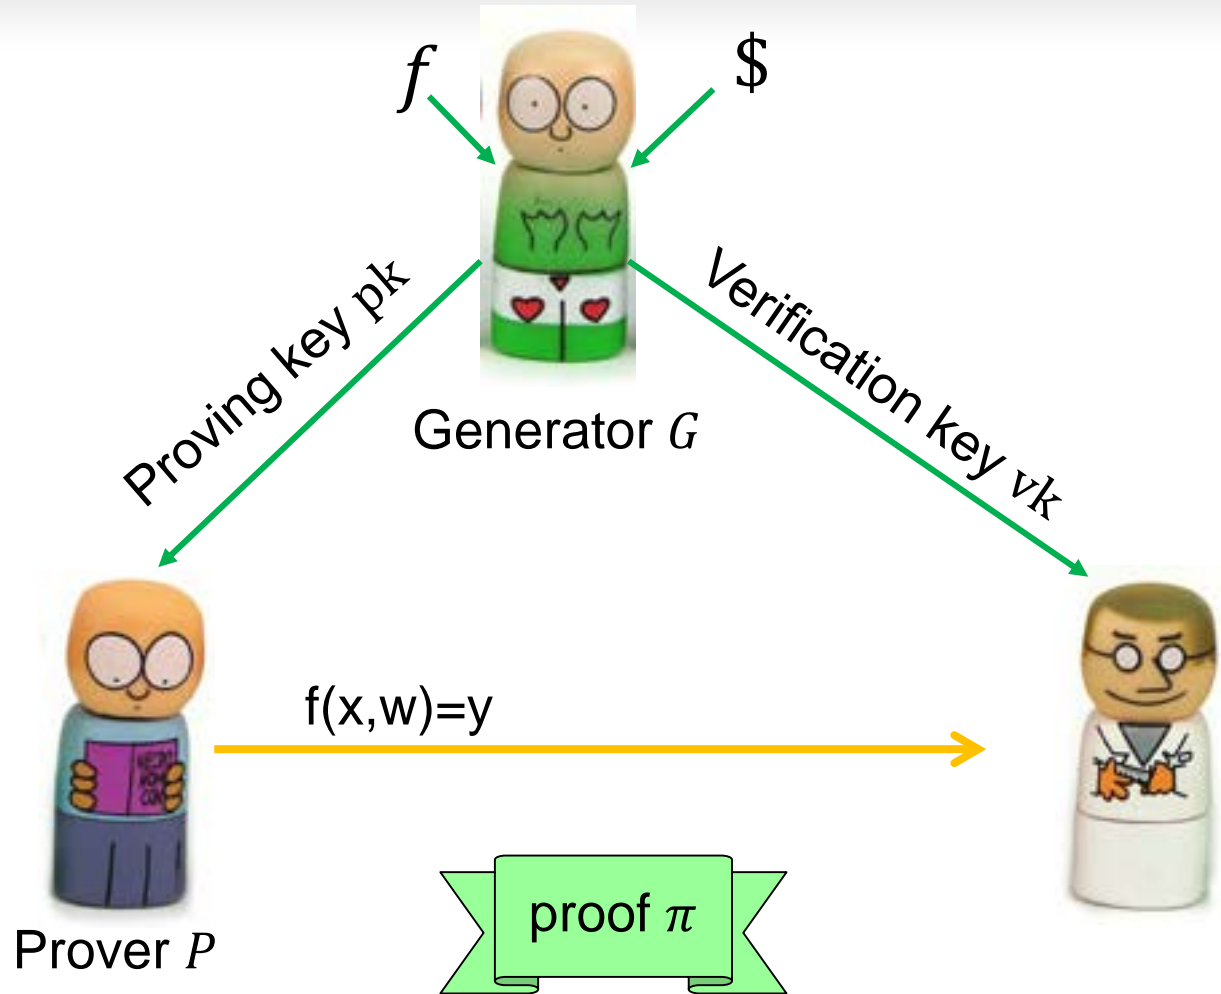 f
$
Proving key pk
Verification key vk
Generator G
f(x,w)=y
proof π
Prover P